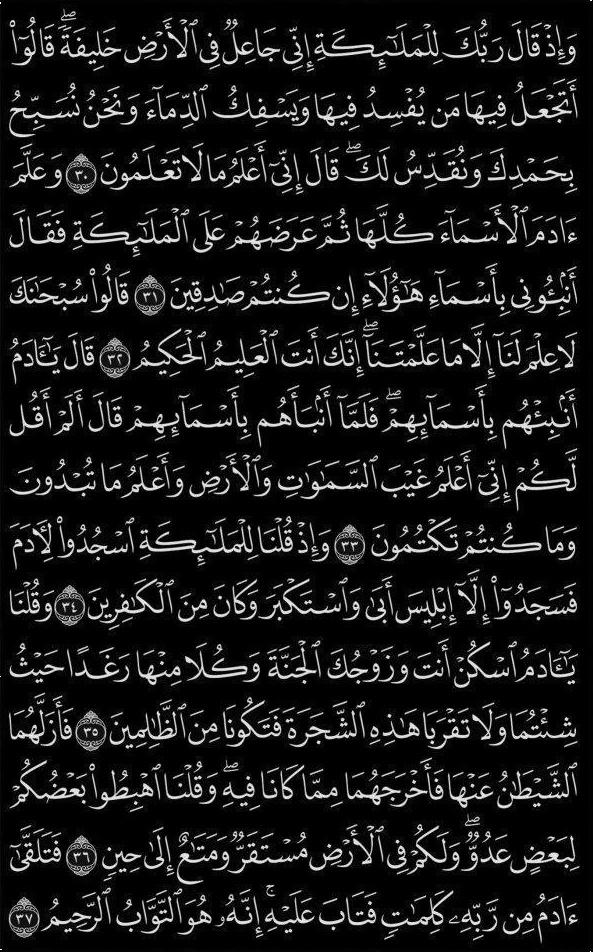 وَإِذْ قَالَ رَبُّكَ لِلْمَلَٰٓئِكَةِ إِنِّي جَاعِلٌ فِي ٱلْأَرْضِ خَلِيفَةًۖ قَالُوٓا۟
أَتَجْعَلُ فِيهَا مَن يُفْسِدُ فِيهَا وَيَسْفِكُ ٱلدِّمَآءَ وَنَحْنُ نُسَبِّحُ
بِحَمْدِكَ وَنُقَدِّسُ لَكَۖ قَالَ إِنِّيٓ أَعْلَمُ مَا لَا تَعْلَمُونَ ٣٠ وَعَلَّمَ
ءَادَمَ ٱلْأَسْمَآءَ كُلَّهَا ثُمَّ عَرَضَهُمْ عَلَى ٱلْمَلَٰٓئِكَةِ فَقَالَ
أَنۢبِـُٔونِي بِأَسْمَآءِ هَٰٓؤُلَآءِ إِن كُنتُمْ صَٰدِقِينَ ٣١ قَالُوا۟ سُبْحَٰنَكَ
لَا عِلْمَ لَنَآ إِلَّا مَا عَلَّمْتَنَآۖ إِنَّكَ أَنتَ ٱلْعَلِيمُ ٱلْحَكِيمُ ٣٢ قَالَ يَٰٓـَٔادَمُ
أَنۢبِئْهُم بِأَسْمَآئِهِمْۖ فَلَمَّآ أَنۢبَأَهُم بِأَسْمَآئِهِمْ قَالَ أَلَمْ أَقُل
لَّكُمْ إِنِّيٓ أَعْلَمُ غَيْبَ ٱلسَّمَٰوَٰتِ وَٱلْأَرْضِ وَأَعْلَمُ مَا تُبْدُونَ
وَمَا كُنتُمْ تَكْتُمُونَ ٣٣ وَإِذْ قُلْنَا لِلْمَلَٰٓئِكَةِ ٱسْجُدُوا۟ لِءَادَمَ
فَسَجَدُوٓا۟ إِلَّآ إِبْلِيسَ أَبَىٰ وَٱسْتَكْبَرَ وَكَانَ مِنَ ٱلْكَٰفِرِينَ ٣٤ وَقُلْنَا
يَٰٓـَٔادَمُ ٱسْكُنْ أَنتَ وَزَوْجُكَ ٱلْجَنَّةَ وَكُلَا مِنْهَا رَغَدًا حَيْثُ
شِئْتُمَا وَلَا تَقْرَبَا هَٰذِهِ ٱلشَّجَرَةَ فَتَكُونَا مِنَ ٱلظَّٰلِمِينَ ٣٥ فَأَزَلَّهُمَا
ٱلشَّيْطَٰنُ عَنْهَا فَأَخْرَجَهُمَا مِمَّا كَانَا فِيهِۖ وَقُلْنَا ٱهْبِطُوا۟ بَعْضُكُمْ
لِبَعْضٍ عَدُوٌّۖ وَلَكُمْ فِي ٱلْأَرْضِ مُسْتَقَرٌّ وَمَتَٰعٌ إِلَىٰ حِينٍ ٣٦ فَتَلَقَّىٰٓ
ءَادَمُ مِن رَّبِّهِۦ كَلِمَٰتٍ فَتَابَ عَلَيْهِۚ إِنَّهُۥ هُوَ ٱلتَّوَّابُ ٱلرَّحِيمُ ٣٧